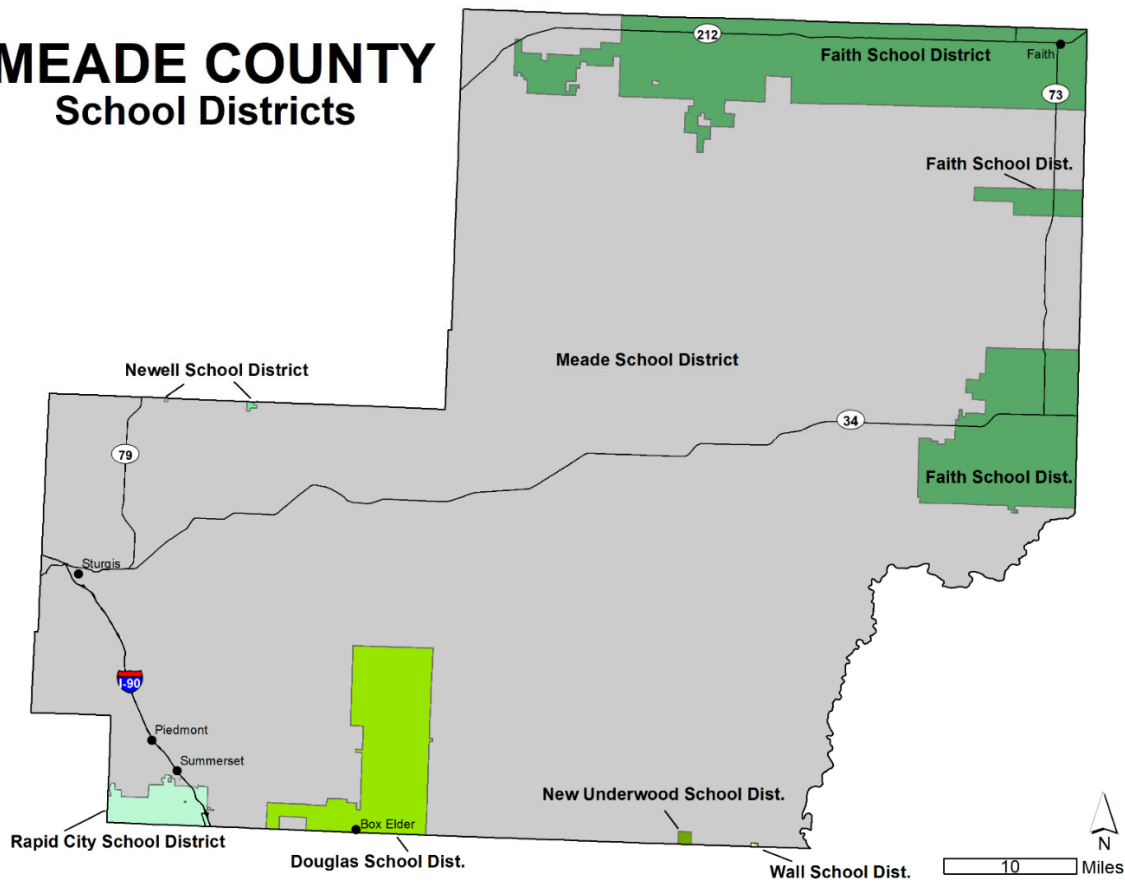 MEADE COUNTY
School Districts
212
Faith School District
Faith
73
Faith School Dist.
Meade School District
Newell School District
34
79
Faith School Dist.
Sturgis
I-90
Piedmont
Summerset
New Underwood School Dist.
Box Elder
Rapid City School District
Douglas School Dist.
Wall School Dist.
N
10 Miles